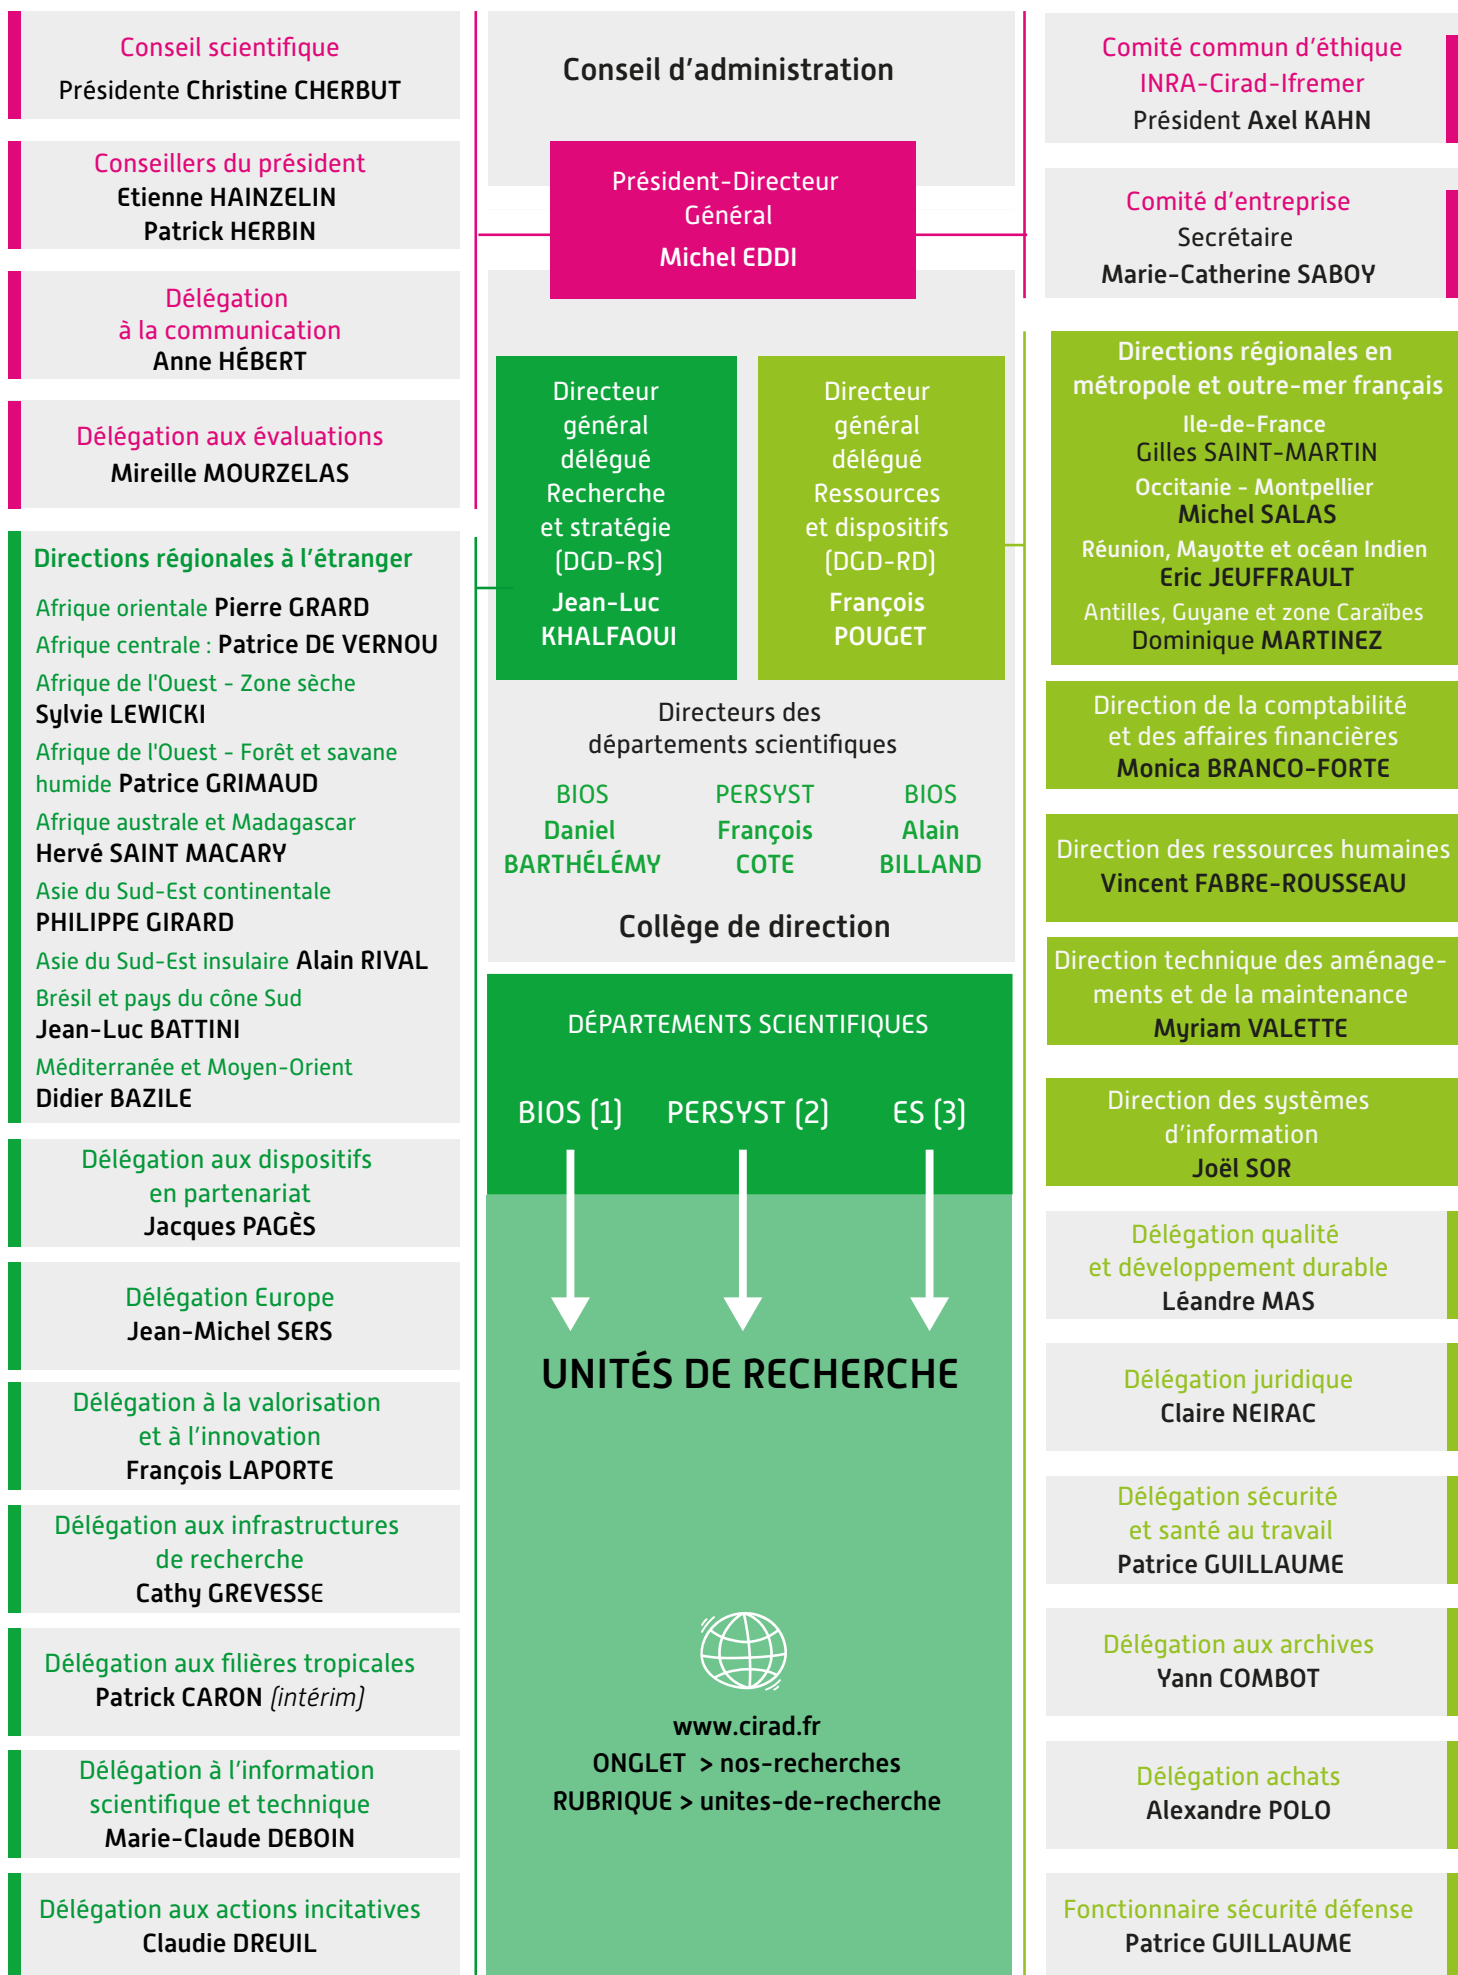 Conseil scientifique
Présidente Christine CHERBUT
Conseillers du président
Etienne HAINZELIN
Patrick HERBIN
Délégation
à la communication
Anne HÉBERT
Délégation aux évaluations
Mireille MOURZELAS
Directions régionales à l'étranger
Afrique orientale Pierre GRARD
Afrique centrale : Patrice DE VERNOU
Afrique de l'Ouest - Zone sèche
Sylvie LEWICKI
Afrique de l'Ouest - Forêt et savane
humide Patrice GRIMAUD
Afrique australe et Madagascar
Hervé SAINT MACARY
Asie du Sud-Est continentale
PHILIPPE GIRARD
Asie du Sud-Est insulaire Alain RIVAL
Brésil et pays du cône Sud
Jean-Luc BATTINI
Méditerranée et Moyen-Orient
Didier BAZILE
Délégation aux dispositifs
en partenariat
Jacques PAGÈS
Délégation Europe
Jean-Michel SERS
Délégation à la valorisation
et à l'innovation
François LAPORTE
Délégation aux infrastructures
de recherche
Cathy GREVESSE
Délégation aux filières tropicales
Patrick CARON (intérim)
Délégation à l'information
scientifique et technique
Marie-Claude DEBOIN
Délégation aux actions incitatives
Claudie DREUIL
Conseil d'administration
Président-Directeur
Général
Michel EDDI
Directeur
général
délégué
Recherche
et stratégie
(DGD-RS)
Jean-Luc
KHALFAOUI
Directeur
général
délégué
Ressources
et dispositifs
(DGD-RD)
François
POUGET
Directeurs des
départements scientifiques
BIOS
Daniel
BARTHÉLÉMY
PERSYST
François
COTE
BIOS
Alain
BILLAND
Collège de direction
DÉPARTEMENTS SCIENTIFIQUES
BIOS (1) PERSYST (2) ES (3)
UNITÉS DE RECHERCHE
www.cirad.fr
ONGLET > nos-recherches
RUBRIQUE > unites-de-recherche
Comité commun d'éthique
INRA-Cirad-Ifremer
Président Axel KAHN
Comité d'entreprise
Secrétaire
Marie-Catherine SABOY
Directions régionales en
métropole et outre-mer français
Ile-de-France
Gilles SAINT-MARTIN
Occitanie - Montpellier
Michel SALAS
Réunion, Mayotte et océan Indien
Eric JEUFFRAULT
Antilles, Guyane et zone Caraïbes
Dominique MARTINEZ
Direction de la comptabilité
et des affaires financières
Monica BRANCO-FORTE
Direction des ressources humaines
Vincent FABRE-ROUSSEAU
Direction technique des aménage-
ments et de la maintenance
Myriam VALETTE
Direction des systèmes
d'information
Joël SOR
Délégation qualité
et développement durable
Léandre MAS
Délégation juridique
Claire NEIRAC
Délégation sécurité
et santé au travail
Patrice GUILLAUME
Délégation aux archives
Yann COMBOT
Délégation achats
Alexandre POLO
Fonctionnaire sécurité défense
Patrice GUILLAUME